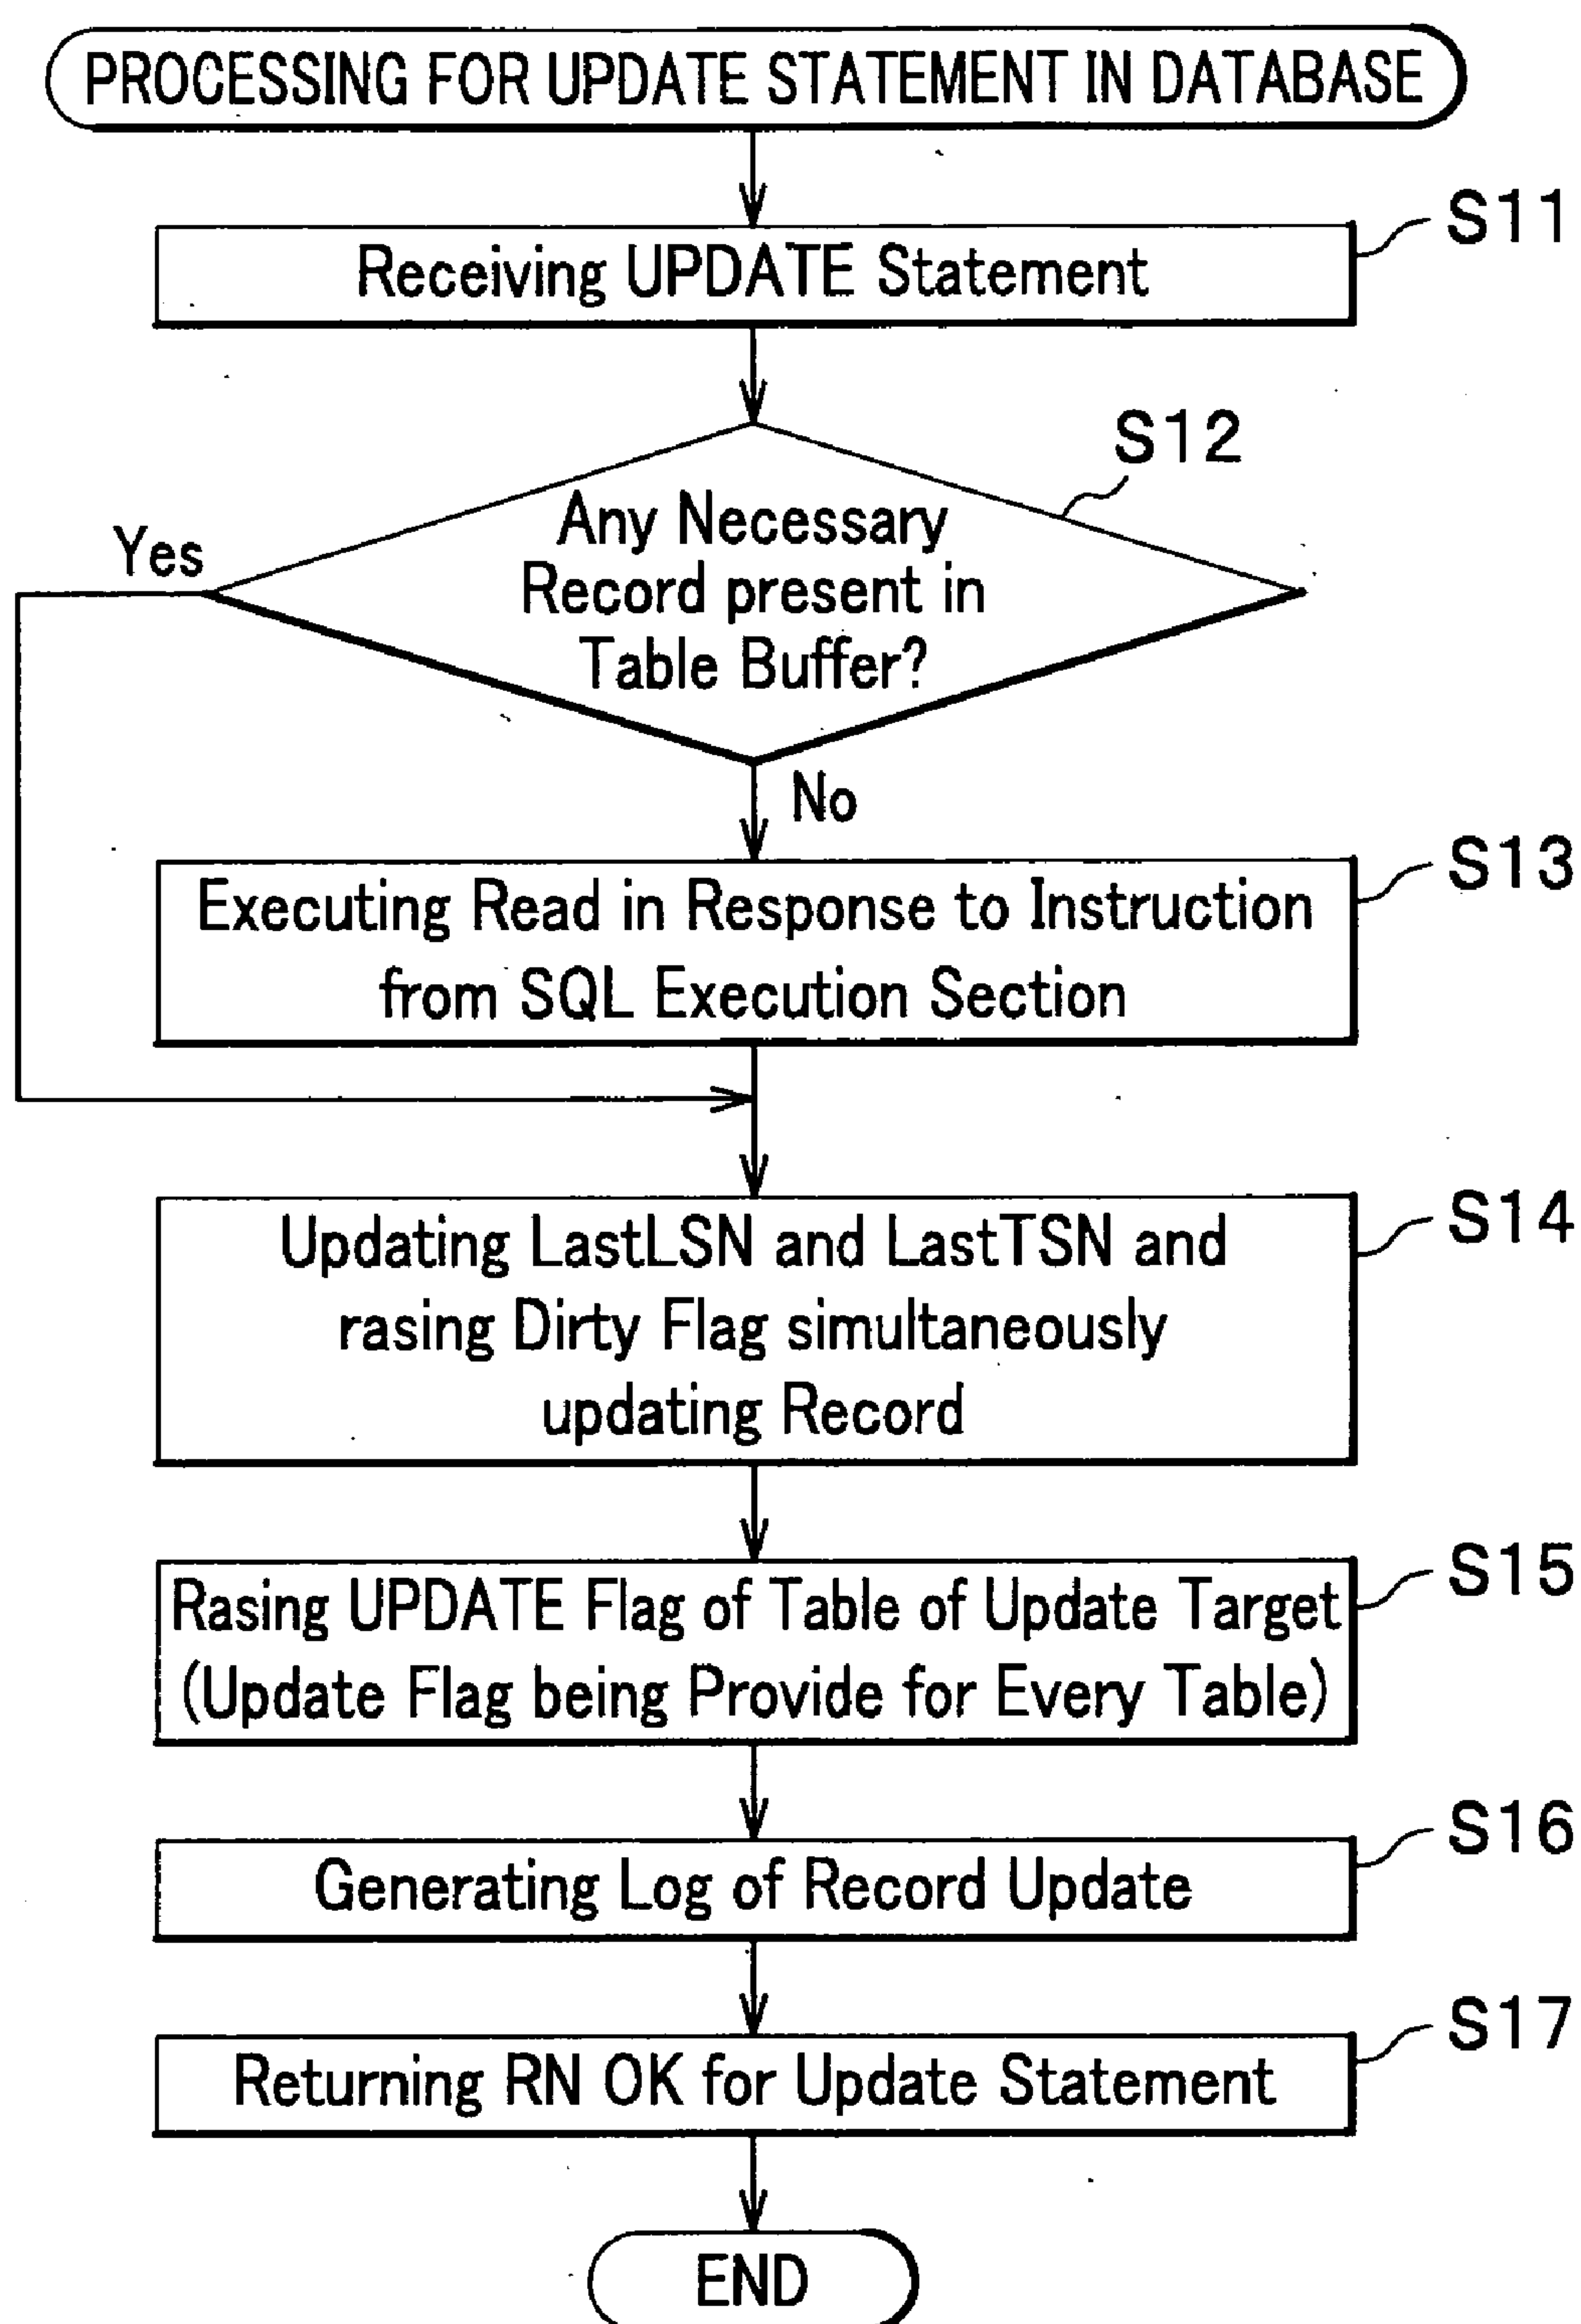 PROCESSING FOR UPDATE STATEMENT IN DATABASE
S11
Receiving UPDATE Statement
S12
Any Necessary
Record present in
Table Buffer?
Yes
No
S13
Executing Read in Response to Instruction
from SQL Execution Section
S14
Updating LastLSN and LastTSN and
rasing Dirty Flag simultaneously
updating Record
S15
Rasing UPDATE Flag of Table of Update Target
(Update Flag being Provide for Every Table)
S16
Generating Log of Record Update
S17
Returning RN OK for Update Statement
END